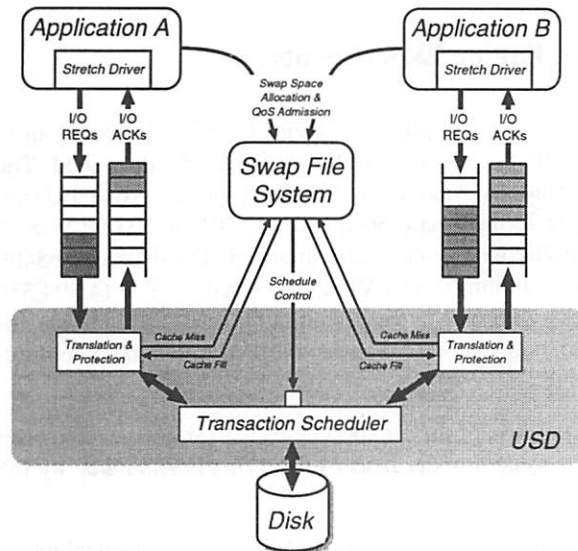 Application A
Application B
Stretch Driver
Stretch Driver
I/O
REQs
I/O
ACKs
Swap Space
Allocation &
QoS Admission
I/O
REQs
I/O
ACKs
Swap File
System
Schedule
Control
Translation &
Protection
Cache Miss
Cache Fill
Cache Miss
Cache Fill
Translation &
Protection
Transaction Scheduler
USD
Disk